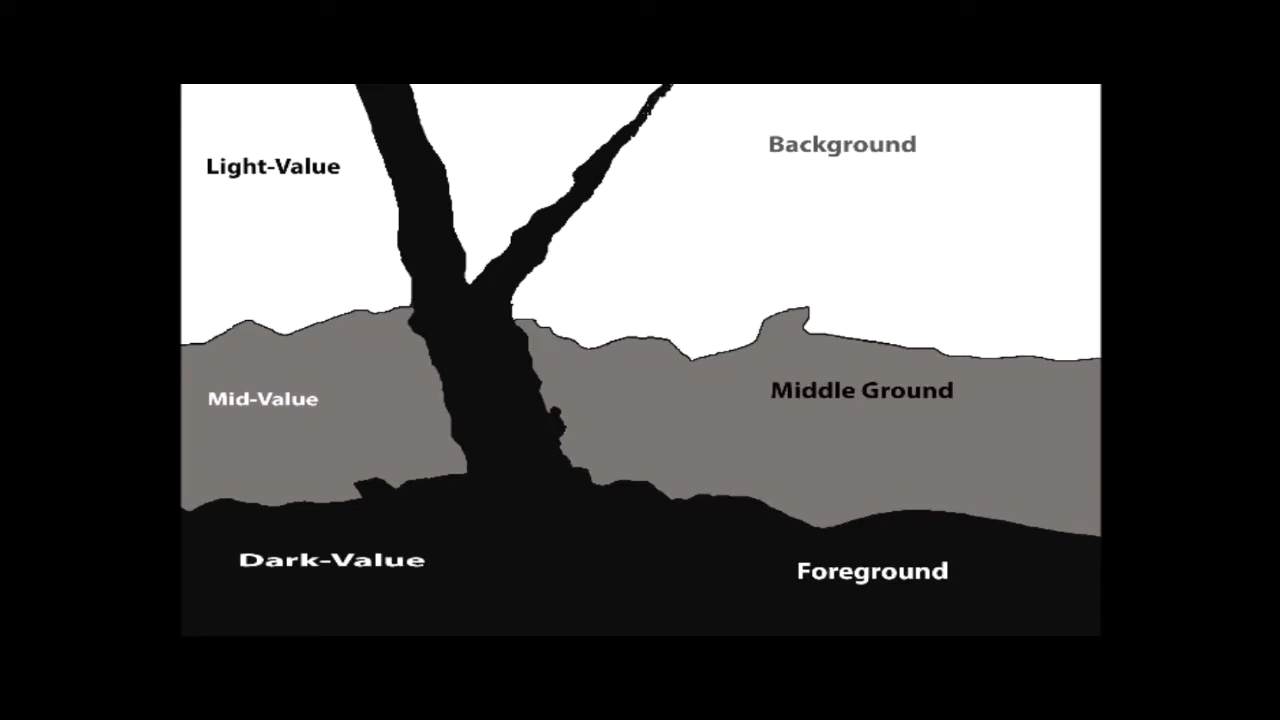 Background
Light-Value
Middle Ground
Mid-Value
Dark-Value
Foreground